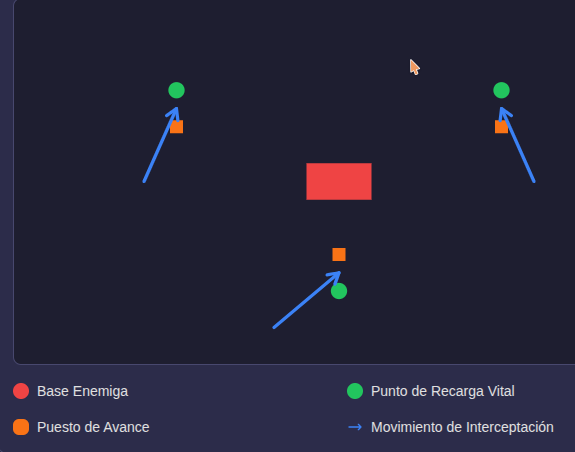 Base Enemiga
Punto de Recarga Vital
Puesto de Avance
→ Movimiento de Interceptación